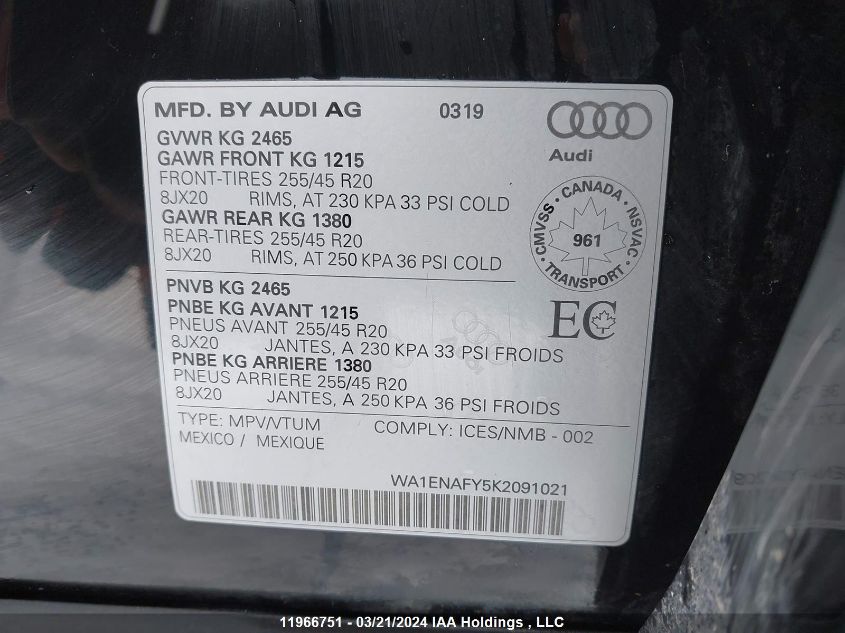 MFD. BY AUDI AG 0319
Audi
GVWR KG 2465
GAWR FRONT KG 1215
FRONT-TIRES 255/45 R20
8JX20 RIMS, AT 230 KPA 33 PSI COLD
GAWR REAR KG 1380
REAR-TIRES 255/45 R20
8JX20 RIMS, AT 250 KPA 36 PSI COLD
CMVSS · CANADA · NSVAC · TRANSPORT ·
961
PNVB KG 2465
PNBE KG AVANT 1215
PNEUS AVANT 255/45 R20
8JX20 JANTES, A 230 KPA 33 PSI FROIDS
PNBE KG ARRIERE 1380
PNEUS ARRIERE 255/45 R20
8JX20 JANTES, A 250 KPA 36 PSI FROIDS
EC
TYPE: MPV/VTUM COMPLY: ICES/NMB - 002
MEXICO / MEXIQUE
WA1ENAFY5K2091021
11966751 - 03/21/2024 IAA Holdings , LLC